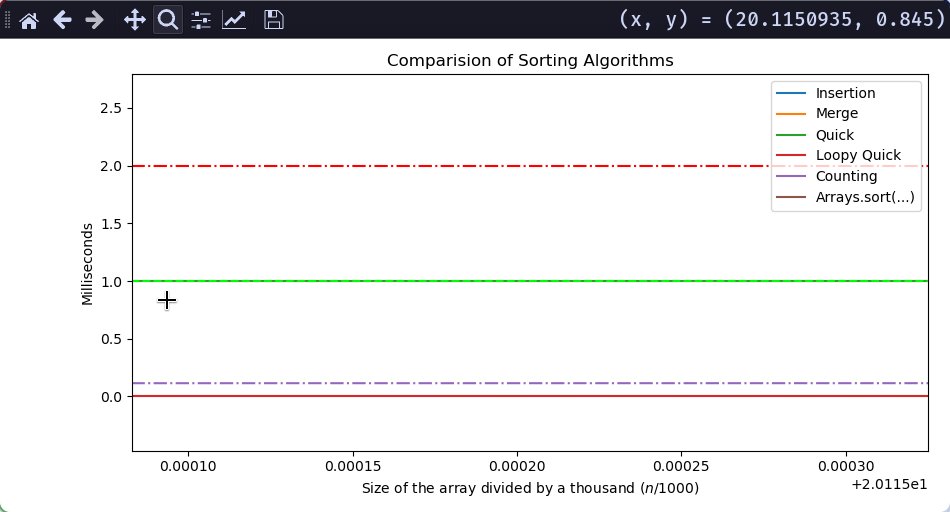 (x, y) = (20.1150935, 0.845)
Comparision of Sorting Algorithms
Insertion
Merge
Quick
Loopy Quick
Counting
Arrays.sort(...)
Milliseconds
2.5
2.0
1.5
1.0
0.5
0.0
0.00010 0.00015 0.00020 0.00025 0.00030
+2.0115e1
Size of the array divided by a thousand (n/1000)